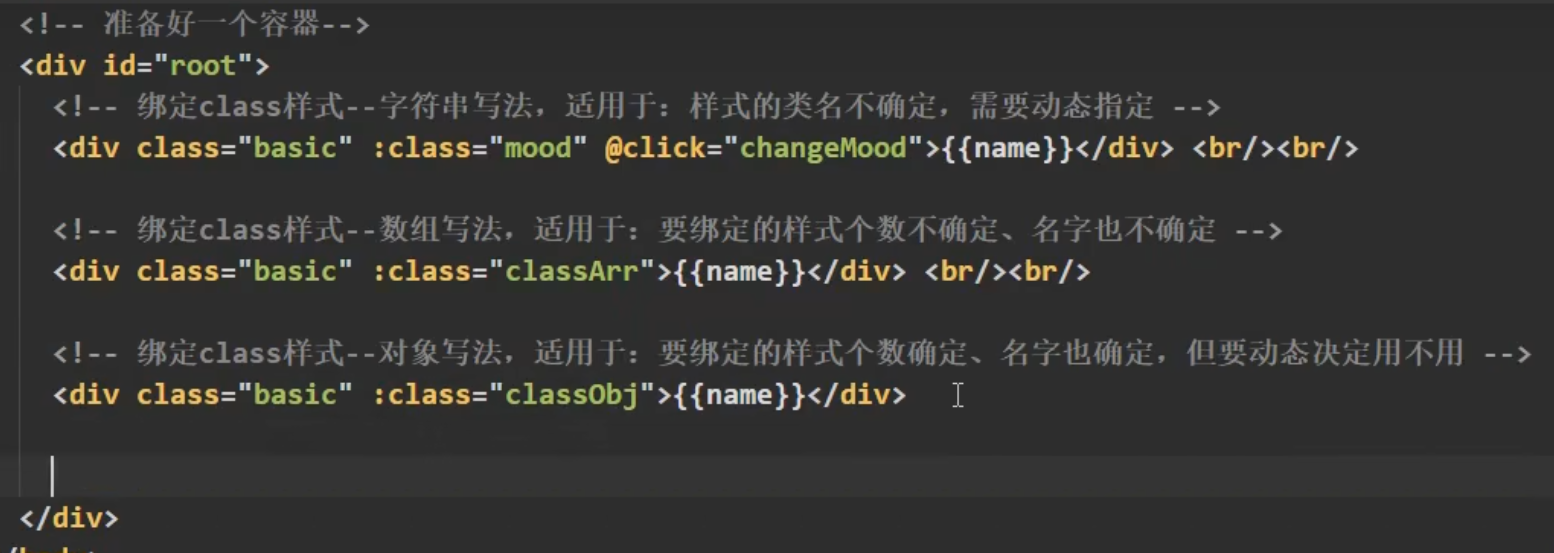 <!-- 准备好一个容器-->
<div id="root">
<!-- 绑定class样式--字符串写法，适用于：样式的类名不确定，需要动态指定 -->
<div class="basic" :class="mood" @click="changeMood">{{name}}</div> <br/><br/>
<!-- 绑定class样式--数组写法，适用于：要绑定的样式个数不确定、名字也不确定 -->
<div class="basic" :class="classArr">{{name}}</div> <br/><br/>
<!-- 绑定class样式--对象写法，适用于：要绑定的样式个数确定、名字也确定，但要动态决定用不用 -->
<div class="basic" :class="classObj">{{name}}</div>
</div>